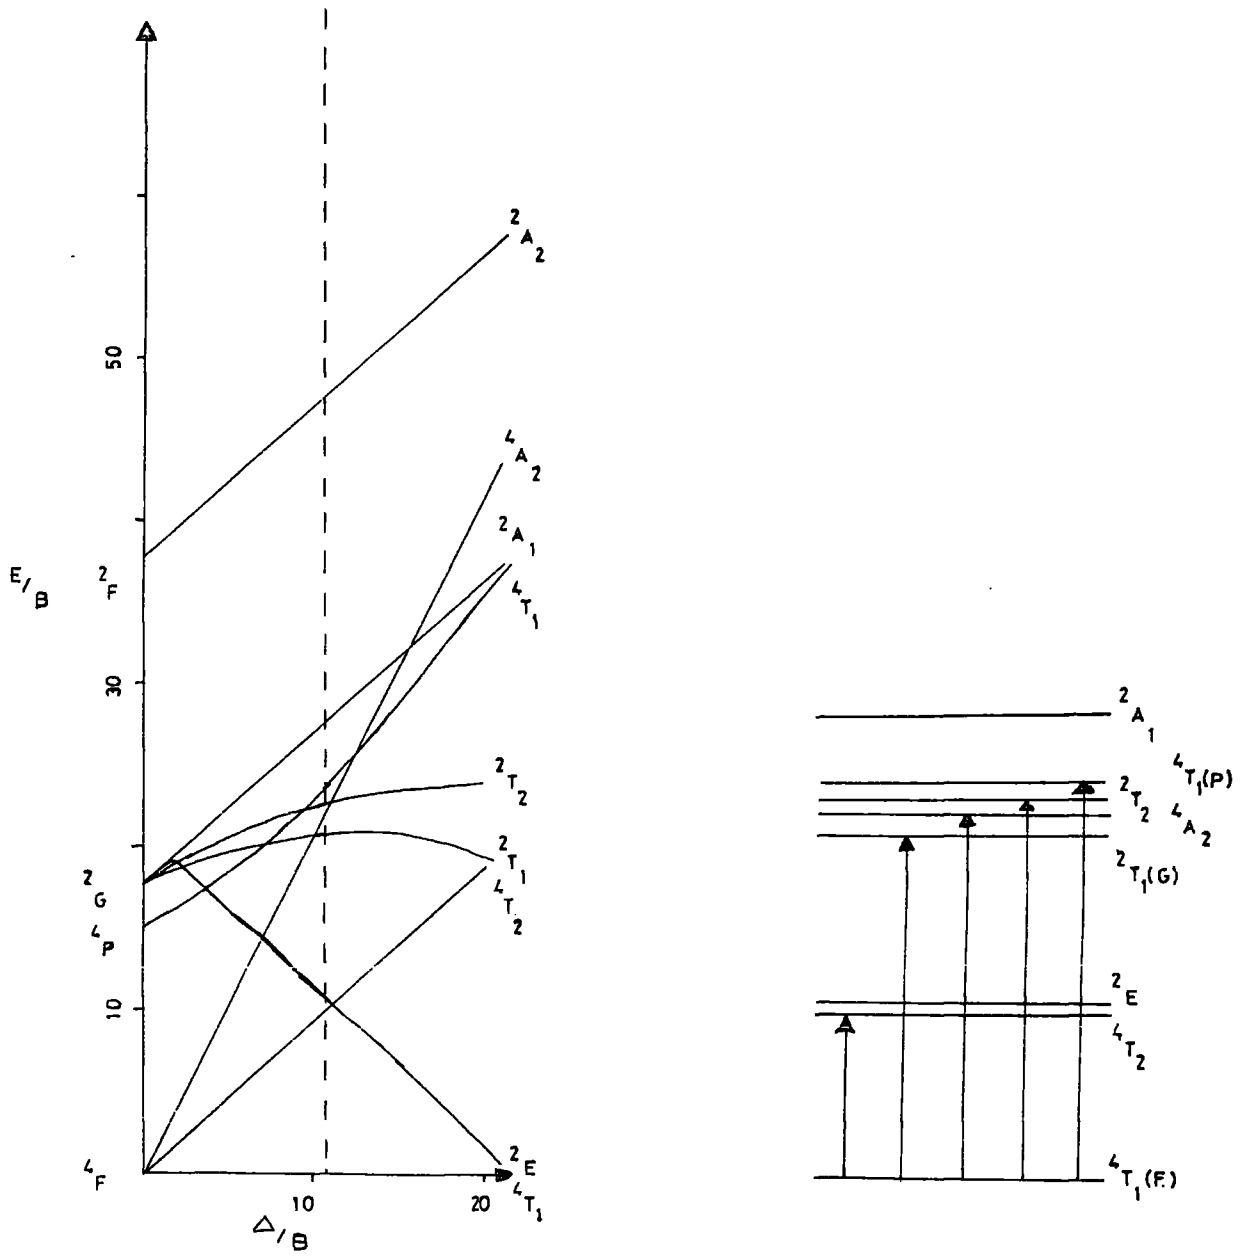 ²A₂
50
⁴A₂
²A₁
E/B
²F
⁴T₁
30
²T₂
²G
²T₁
⁴T₂
⁴P
10
⁴F
²E
⁴T₁
10
20
Δ/B
²A₁
⁴T₁(P)
²T₂
⁴A₂
²T₁(G)
²E
⁴T₂
⁴T₁(F)